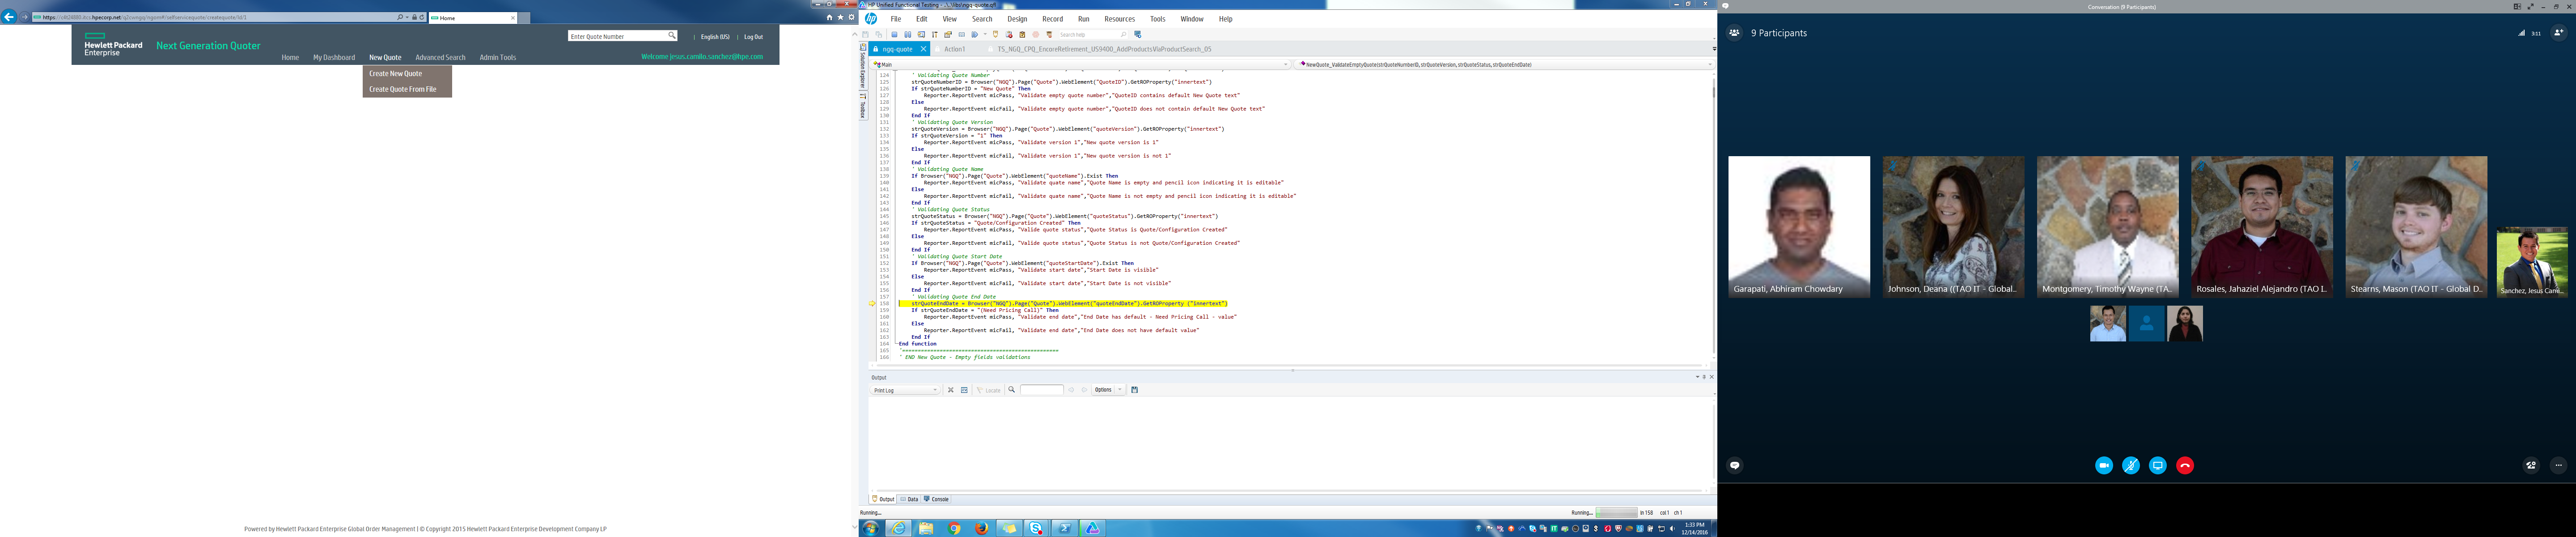 https://c4t24880.itcs.hpecorp.net/q2osngq/ngqmt#/selfservicequote/createquote?id/1
Home
Hewlett Packard
Enterprise
Next Generation Quoter
Enter Quote Number
| English (US) | Log Out
Home My Dashboard New Quote Advanced Search Admin Tools
Welcome jesus.camilo.sanchez@hpe.com
Create New Quote
Create Quote From File
Powered by Hewlett Packard Enterprise Global Order Management | © Copyright 2015 Hewlett Packard Enterprise Development Company LP
HP Unified Functional Testing - ..\..\libs\ngq-quote.qfl
File Edit View Search Design Record Run Resources Tools Window Help
Search help
ngq-quote Action1 TS_NGQ_CPQ_EncoreRetirement_US9400_AddProductsViaProductSearch_05
Solution Explorer
Toolbox
Main
NewQuote_ValidateEmptyQuote(strQuoteNumberID, strQuoteVersion, strQuoteStatus, strQuoteEndDate)
124 ' Validating Quote Number
125 strQuoteNumberID = Browser("NGQ").Page("Quote").WebElement("QuoteID").GetROProperty("innertext")
126 If strQuoteNumberID = "New Quote" Then
127 Reporter.ReportEvent micPass, "Validate empty quote number","QuoteID contains default New Quote text"
128 Else
129 Reporter.ReportEvent micFail, "Validate empty quote number","QuoteID does not contain default New Quote text"
130 End If
131 ' Validating Quote Version
132 strQuoteVersion = Browser("NGQ").Page("Quote").WebElement("quoteVersion").GetROProperty("innertext")
133 If strQuoteVersion = "1" Then
134 Reporter.ReportEvent micPass, "Validate version 1","New quote version is 1"
135 Else
136 Reporter.ReportEvent micFail, "Validate version 1","New quote version is not 1"
137 End If
138 ' Validating Quote Name
139 If Browser("NGQ").Page("Quote").WebElement("quoteName").Exist Then
140 Reporter.ReportEvent micPass, "Validate quate name","Quote Name is empty and pencil icon indicating it is editable"
141 Else
142 Reporter.ReportEvent micFail, "Validate quate name","Quote Name is not empty and pencil icon indicating it is editable"
143 End If
144 ' Validating Quote Status
145 strQuoteStatus = Browser("NGQ").Page("Quote").WebElement("quoteStatus").GetROProperty("innertext")
146 If strQuoteStatus = "Quote/Configuration Created" Then
147 Reporter.ReportEvent micPass, "Valide quote status","Quote Status is Quote/Configuration Created"
148 Else
149 Reporter.ReportEvent micFail, "Valide quote status","Quote Status is not Quote/Configuration Created"
150 End If
151 ' Validating Quote Start Date
152 If Browser("NGQ").Page("Quote").WebElement("quoteStartDate").Exist Then
153 Reporter.ReportEvent micPass, "Validate start date","Start Date is visible"
154 Else
155 Reporter.ReportEvent micFail, "Validate start date","Start Date is not visible"
156 End If
157 ' Validating Quote End Date
158 strQuoteEndDate = Browser("NGQ").Page("Quote").WebElement("quoteEndDate").GetROProperty ("innertext")
159 If strQuoteEndDate = "(Need Pricing Call)" Then
160 Reporter.ReportEvent micPass, "Validate end date","End Date has default - Need Pricing Call - value"
161 Else
162 Reporter.ReportEvent micFail, "Validate end date","End Date does not have default value"
163 End If
164 End function
165 '==================================================
166 ' END New Quote - Empty fields validations
Output
Print Log Locate Options
Output Data Console
Running... Running... ln 158 col 1 ch 1
1:33 PM
12/14/2016
Conversation (9 Participants)
9 Participants
3:11
Garapati, Abhiram Chowdary
Johnson, Deana ((TAO IT - Global...
Montgomery, Timothy Wayne (TA...
Rosales, Jahaziel Alejandro (TAO I...
Stearns, Mason (TAO IT - Global D...
Sanchez, Jesus Cami...